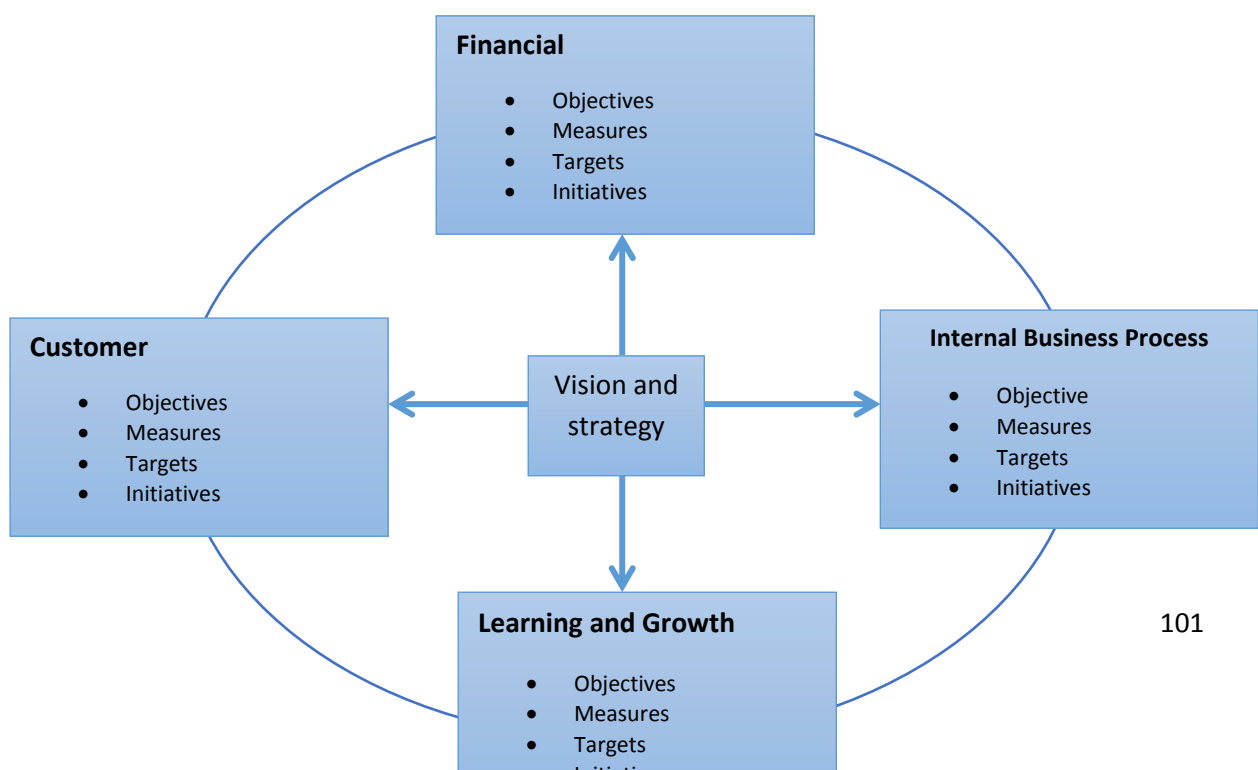 Financial
• Objectives
• Measures
• Targets
• Initiatives
Customer
• Objectives
• Measures
• Targets
• Initiatives
Vision and
strategy
Internal Business Process
• Objective
• Measures
• Targets
• Initiatives
Learning and Growth
• Objectives
• Measures
• Targets
101